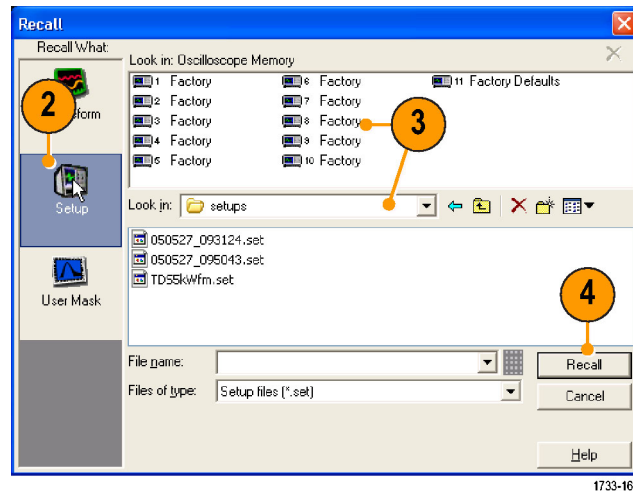 Recall
Recall What:
Look in: Oscilloscope Memory
1 Factory
2 Factory
3 Factory
4 Factory
5 Factory
6 Factory
7 Factory
8 Factory
9 Factory
10 Factory
11 Factory Defaults
2
3
Setup
Look in:
setups
050527_093124.set
050527_095043.set
TDS5kWfm.set
User Mask
4
File name:
Recall
Files of type:
Setup files (*.set)
Cancel
Help
1733-16